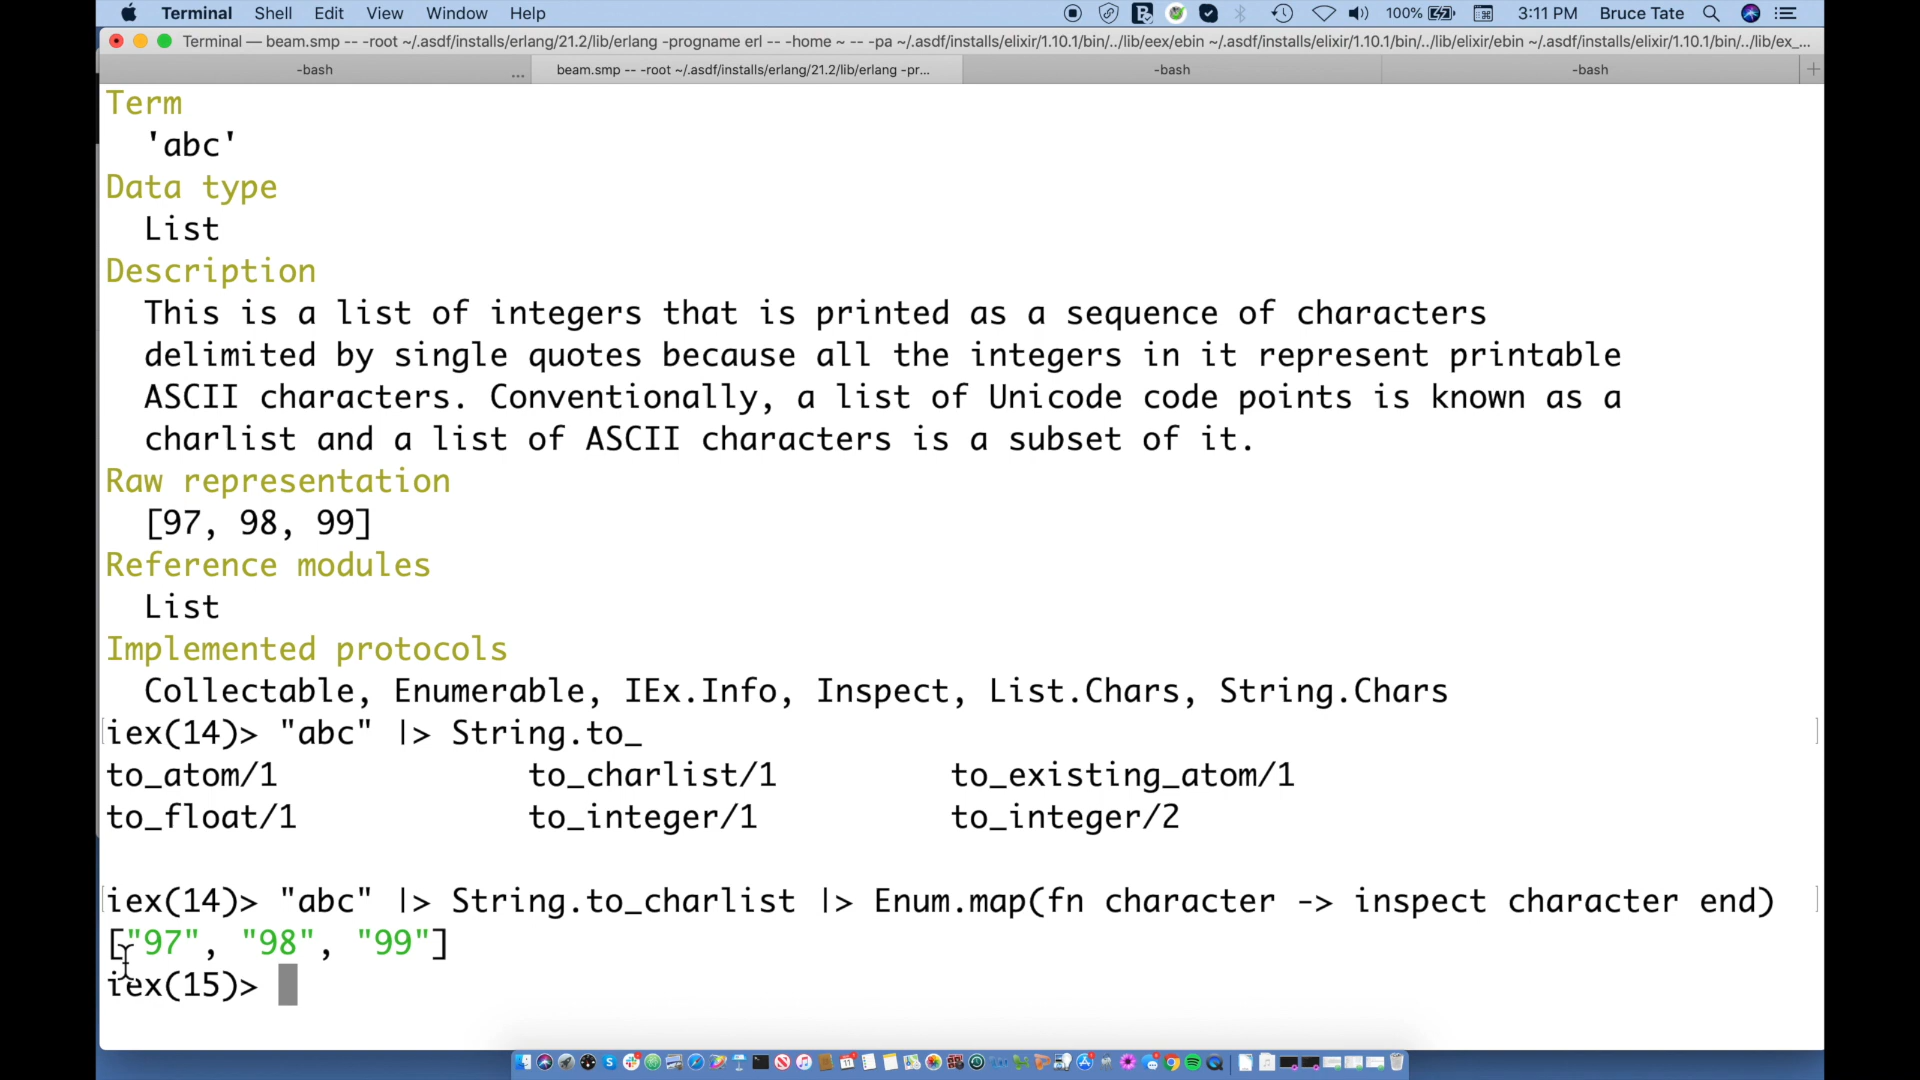 Terminal Shell Edit View Window Help 100% 3:11 PM Bruce Tate
Terminal — beam.smp -- -root ~/.asdf/installs/erlang/21.2/lib/erlang -progname erl -- -home ~ -- -pa ~/.asdf/installs/elixir/1.10.1/bin/../lib/eex/ebin ~/.asdf/installs/elixir/1.10.1/bin/../lib/elixir/ebin ~/.asdf/installs/elixir/1.10.1/bin/../lib/ex_...
-bash ... beam.smp -- -root ~/.asdf/installs/erlang/21.2/lib/erlang -pr... -bash -bash
Term
'abc'
Data type
List
Description
This is a list of integers that is printed as a sequence of characters
delimited by single quotes because all the integers in it represent printable
ASCII characters. Conventionally, a list of Unicode code points is known as a
charlist and a list of ASCII characters is a subset of it.
Raw representation
[97, 98, 99]
Reference modules
List
Implemented protocols
Collectable, Enumerable, IEx.Info, Inspect, List.Chars, String.Chars
iex(14)> "abc" |> String.to_
to_atom/1 to_charlist/1 to_existing_atom/1
to_float/1 to_integer/1 to_integer/2
iex(14)> "abc" |> String.to_charlist |> Enum.map(fn character -> inspect character end)
["97", "98", "99"]
iex(15)>